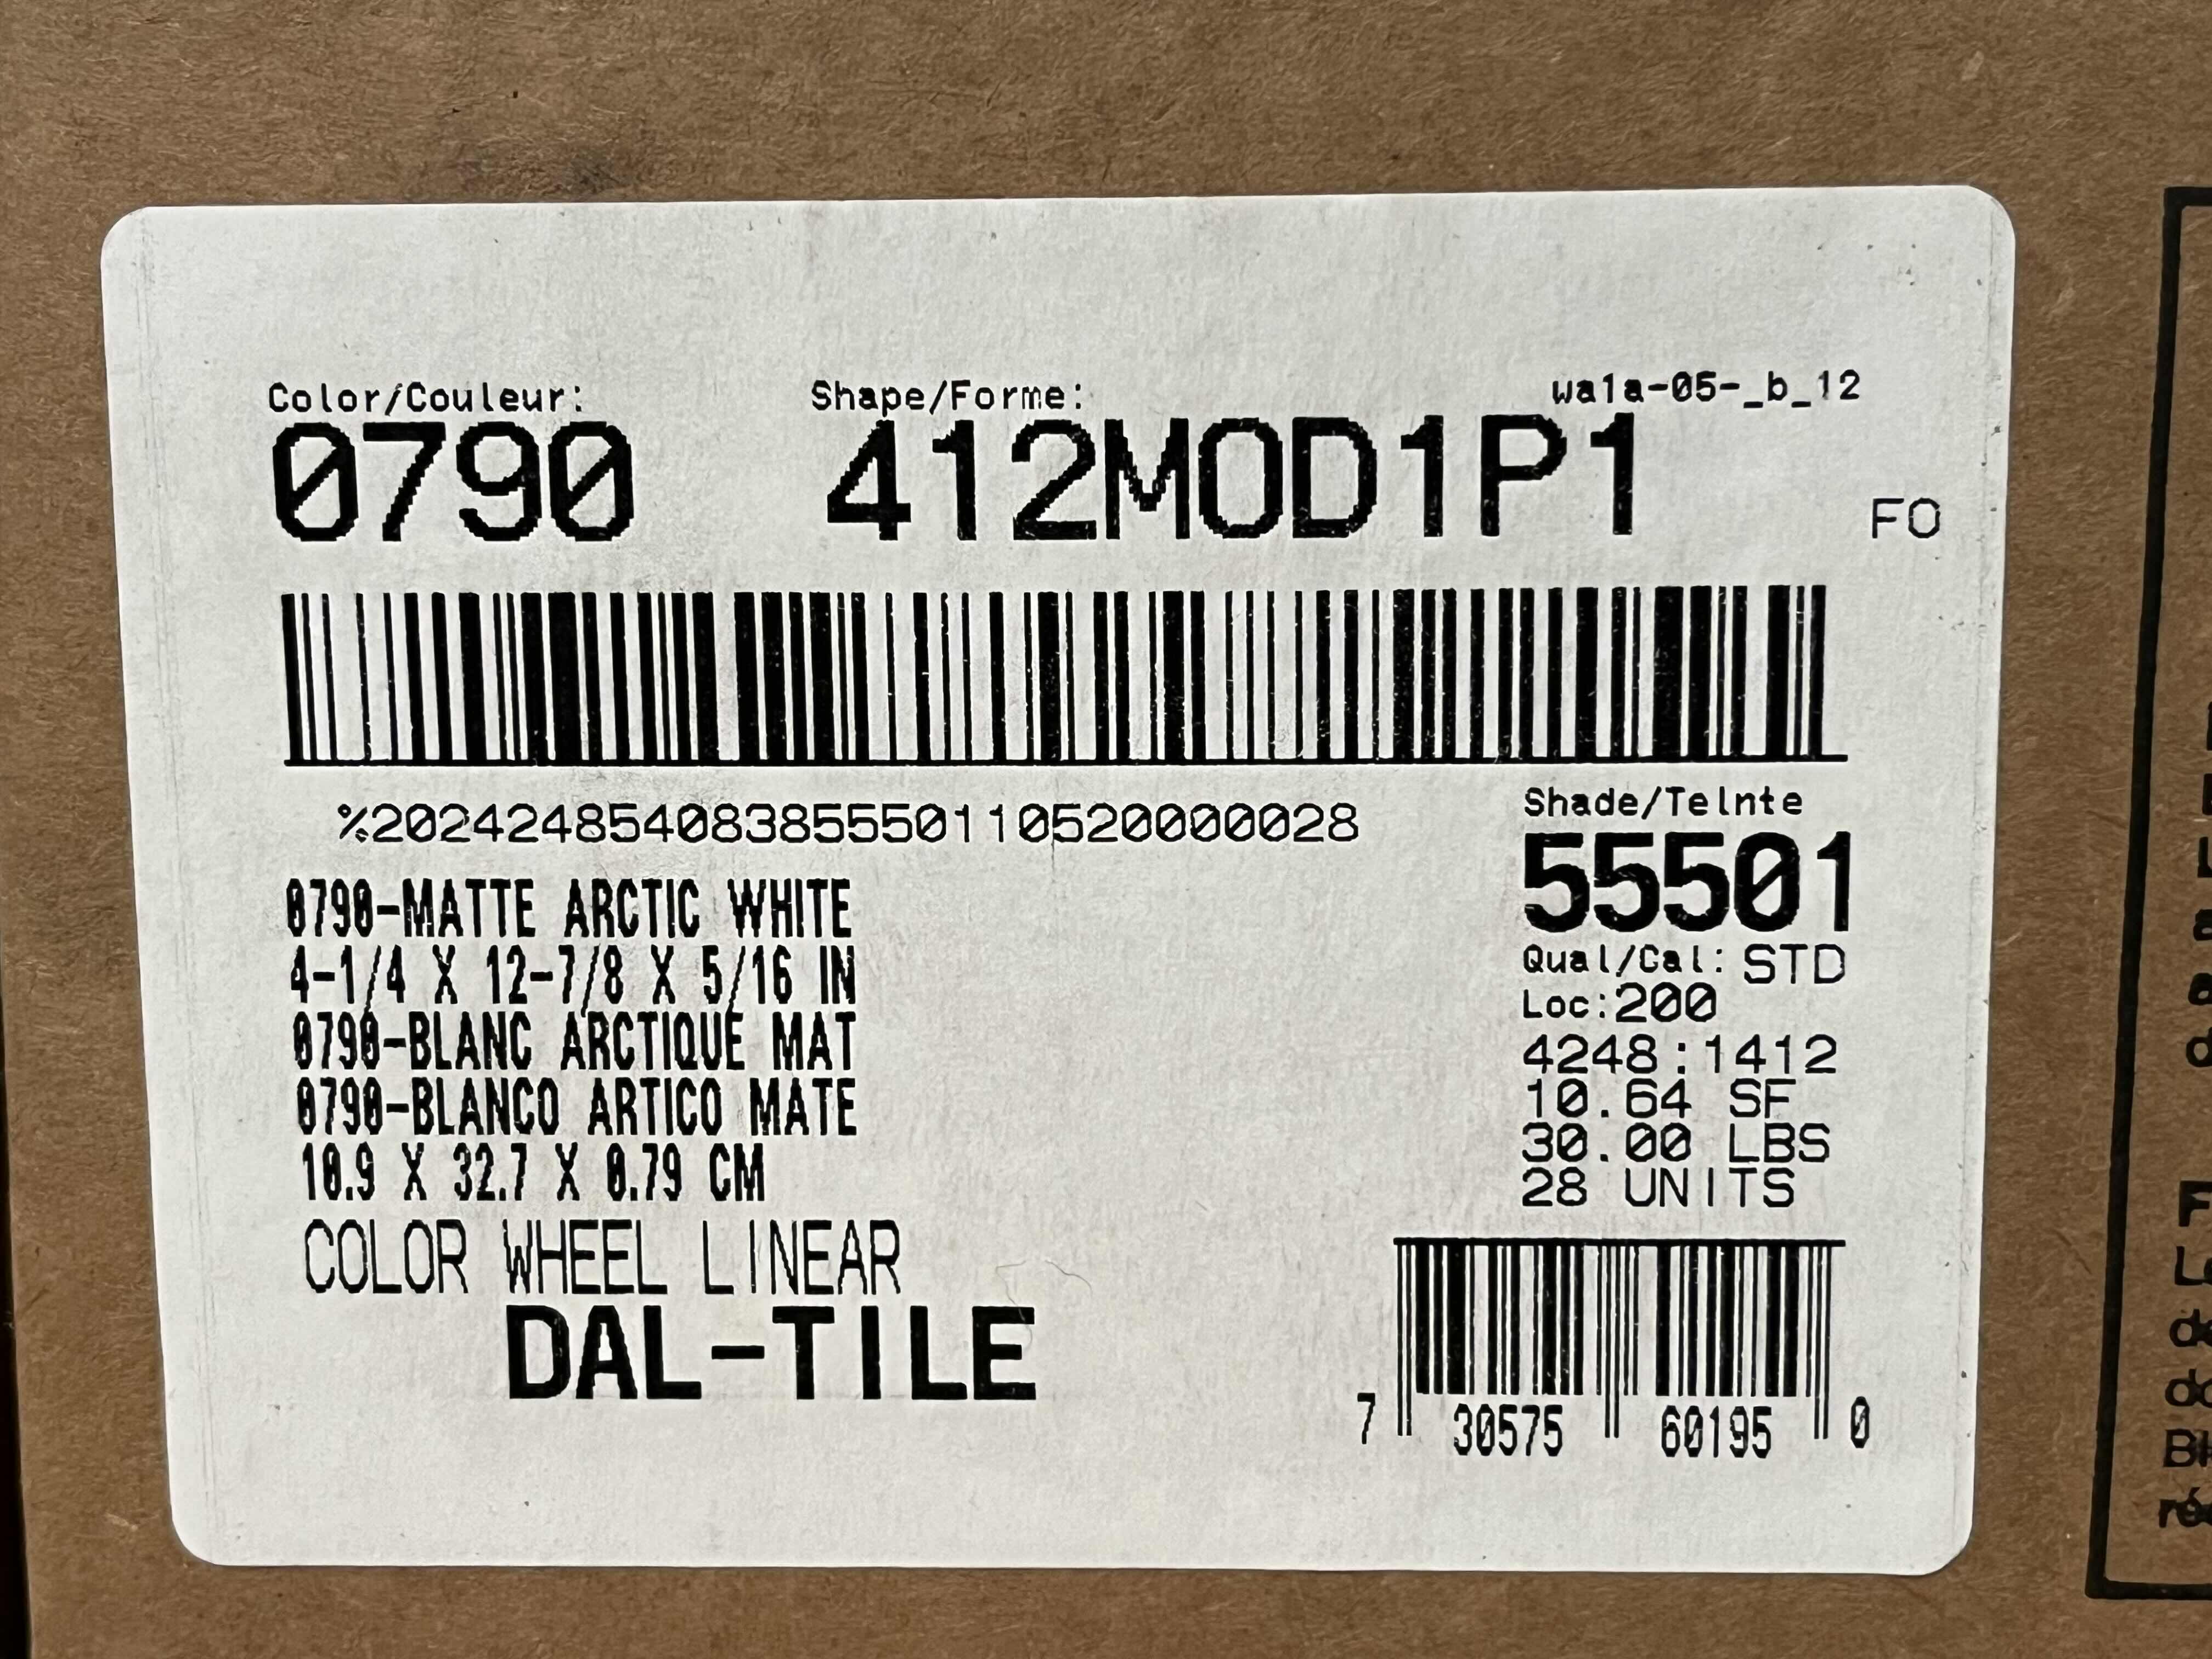 Color/Couleur:
0790
Shape/Forme:
412MOD1P1
wa1a-05-_b_12
FO
%2024248540838555011052000002​8
0790-MATTE ARCTIC WHITE
4-1/4 X 12-7/8 X 5/16 IN
0790-BLANC ARCTIQUE MAT
0790-BLANCO ARTICO MATE
10.9 X 32.7 X 0.79 CM
COLOR WHEEL LINEAR
DAL-TILE
Shade/Telnte
55501
Qual/Cal: STD
Loc:200
4248:1412
10.64 SF
30.00 LBS
28 UNITS
7 30575 60195 0